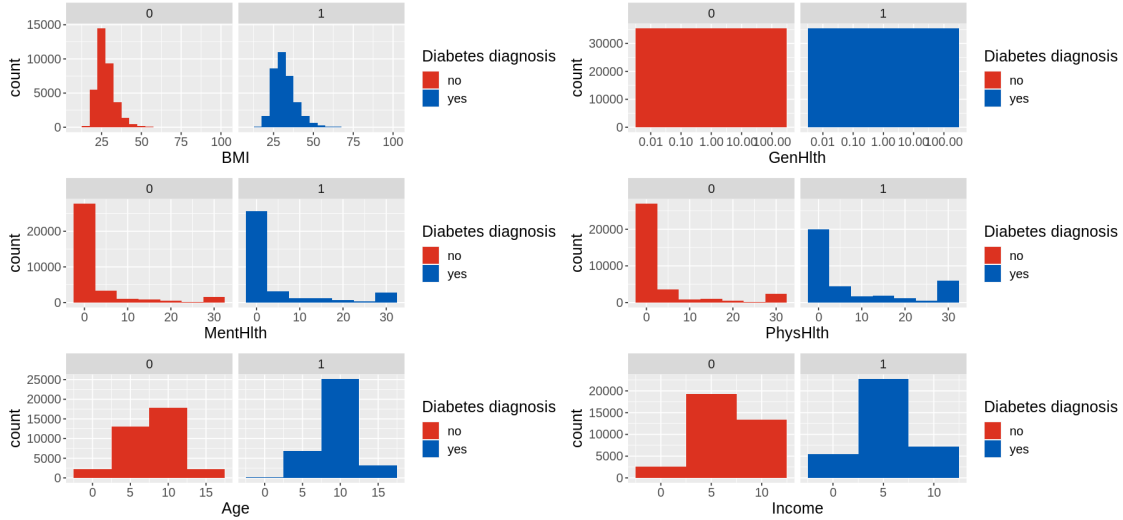 0 1
15000
10000
5000
0
count
25 50 75 100 25 50 75 100
BMI
Diabetes diagnosis
no
yes
0 1
30000
20000
10000
0
count
0.01 0.10 1.00 10.00 100.00 0.01 0.10 1.00 10.00 100.00
GenHlth
Diabetes diagnosis
no
yes
0 1
20000
10000
0
count
0 10 20 30 0 10 20 30
MentHlth
Diabetes diagnosis
no
yes
0 1
20000
10000
0
count
0 10 20 30 0 10 20 30
PhysHlth
Diabetes diagnosis
no
yes
0 1
25000
20000
15000
10000
5000
0
count
0 5 10 15 0 5 10 15
Age
Diabetes diagnosis
no
yes
0 1
20000
15000
10000
5000
0
count
0 5 10 0 5 10
Income
Diabetes diagnosis
no
yes